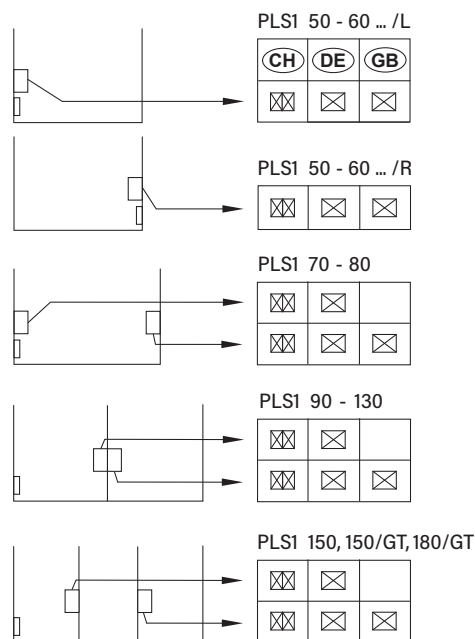 PLS1 50 - 60 ... /L
CH DE GB
PLS1 50 - 60 ... /R
PLS1 70 - 80
PLS1 90 - 130
PLS1 150, 150/GT, 180/GT